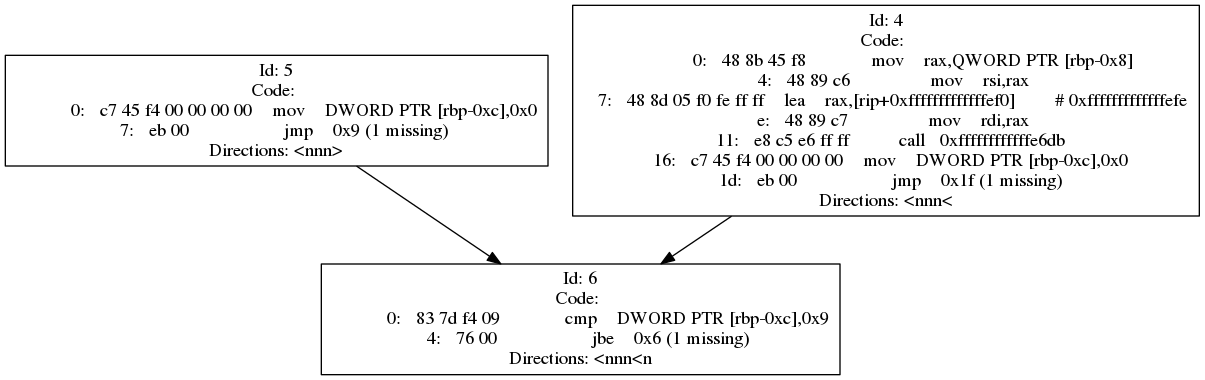 Id: 5
Code:
0: c7 45 f4 00 00 00 00 mov DWORD PTR [rbp-0xc],0x0
7: eb 00 jmp 0x9 (1 missing)
Directions: <nnn>
Id: 4
Code:
0: 48 8b 45 f8 mov rax,QWORD PTR [rbp-0x8]
4: 48 89 c6 mov rsi,rax
7: 48 8d 05 f0 fe ff ff lea rax,[rip+0xfffffffffffffef0] # 0xfffffffffffffefe
e: 48 89 c7 mov rdi,rax
11: e8 c5 e6 ff ff call 0xffffffffffffe6db
16: c7 45 f4 00 00 00 00 mov DWORD PTR [rbp-0xc],0x0
1d: eb 00 jmp 0x1f (1 missing)
Directions: <nnn<
Id: 6
Code:
0: 83 7d f4 09 cmp DWORD PTR [rbp-0xc],0x9
4: 76 00 jbe 0x6 (1 missing)
Directions: <nnn<n